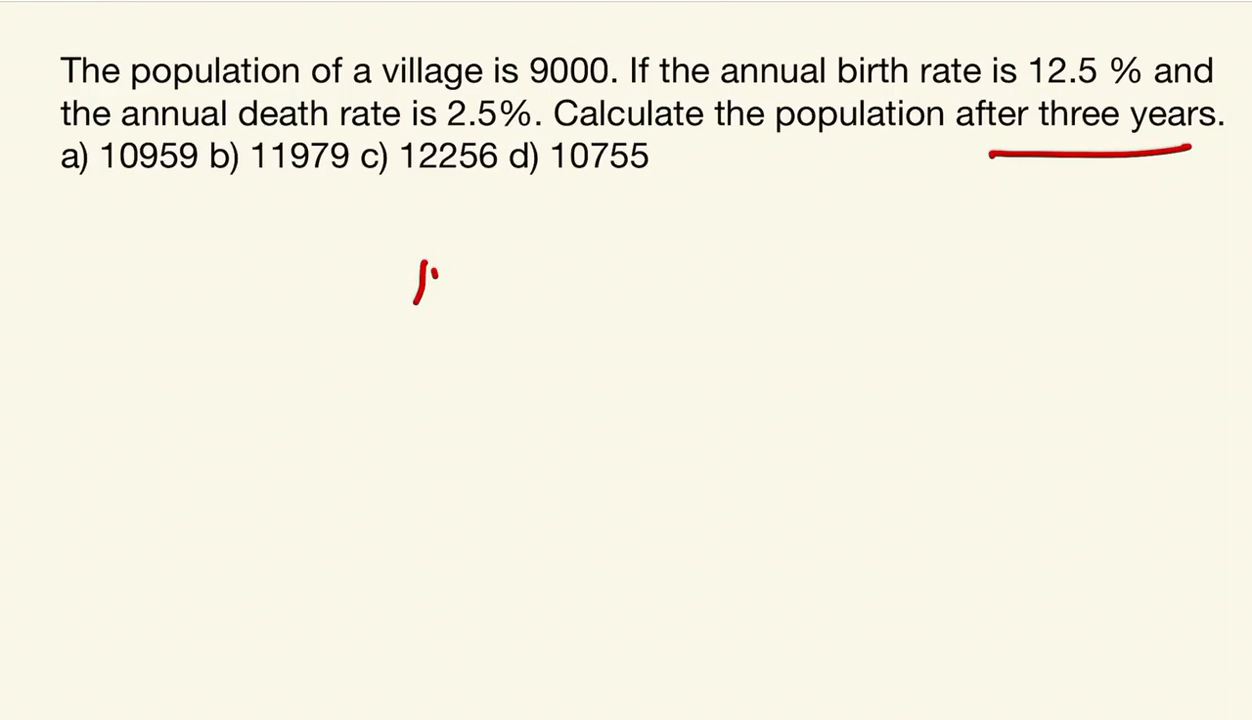 The population of a village is 9000. If the annual birth rate is 12.5 % and
the annual death rate is 2.5%. Calculate the population after three years.
a) 10959 b) 11979 c) 12256 d) 10755